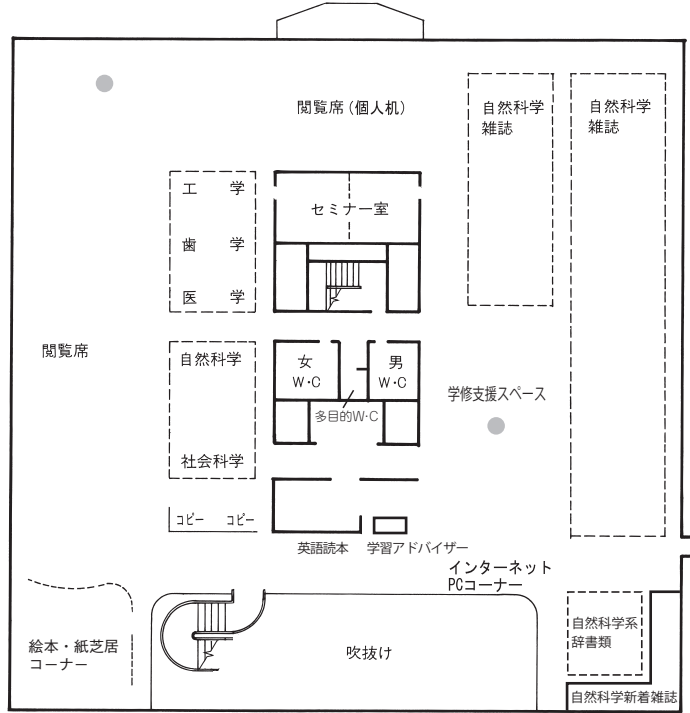 閲覧席（個人机）
自然科学
雑誌
自然科学
雑誌
工　学
セミナー室
歯　学
医　学
閲覧席
自然科学
女
W・C
男
W・C
学修支援スペース
多目的W・C
社会科学
コピー　コピー
英語読本
学習アドバイザー
インターネット
PCコーナー
絵本・紙芝居
コーナー
吹抜け
自然科学系
辞書類
自然科学新着雑誌